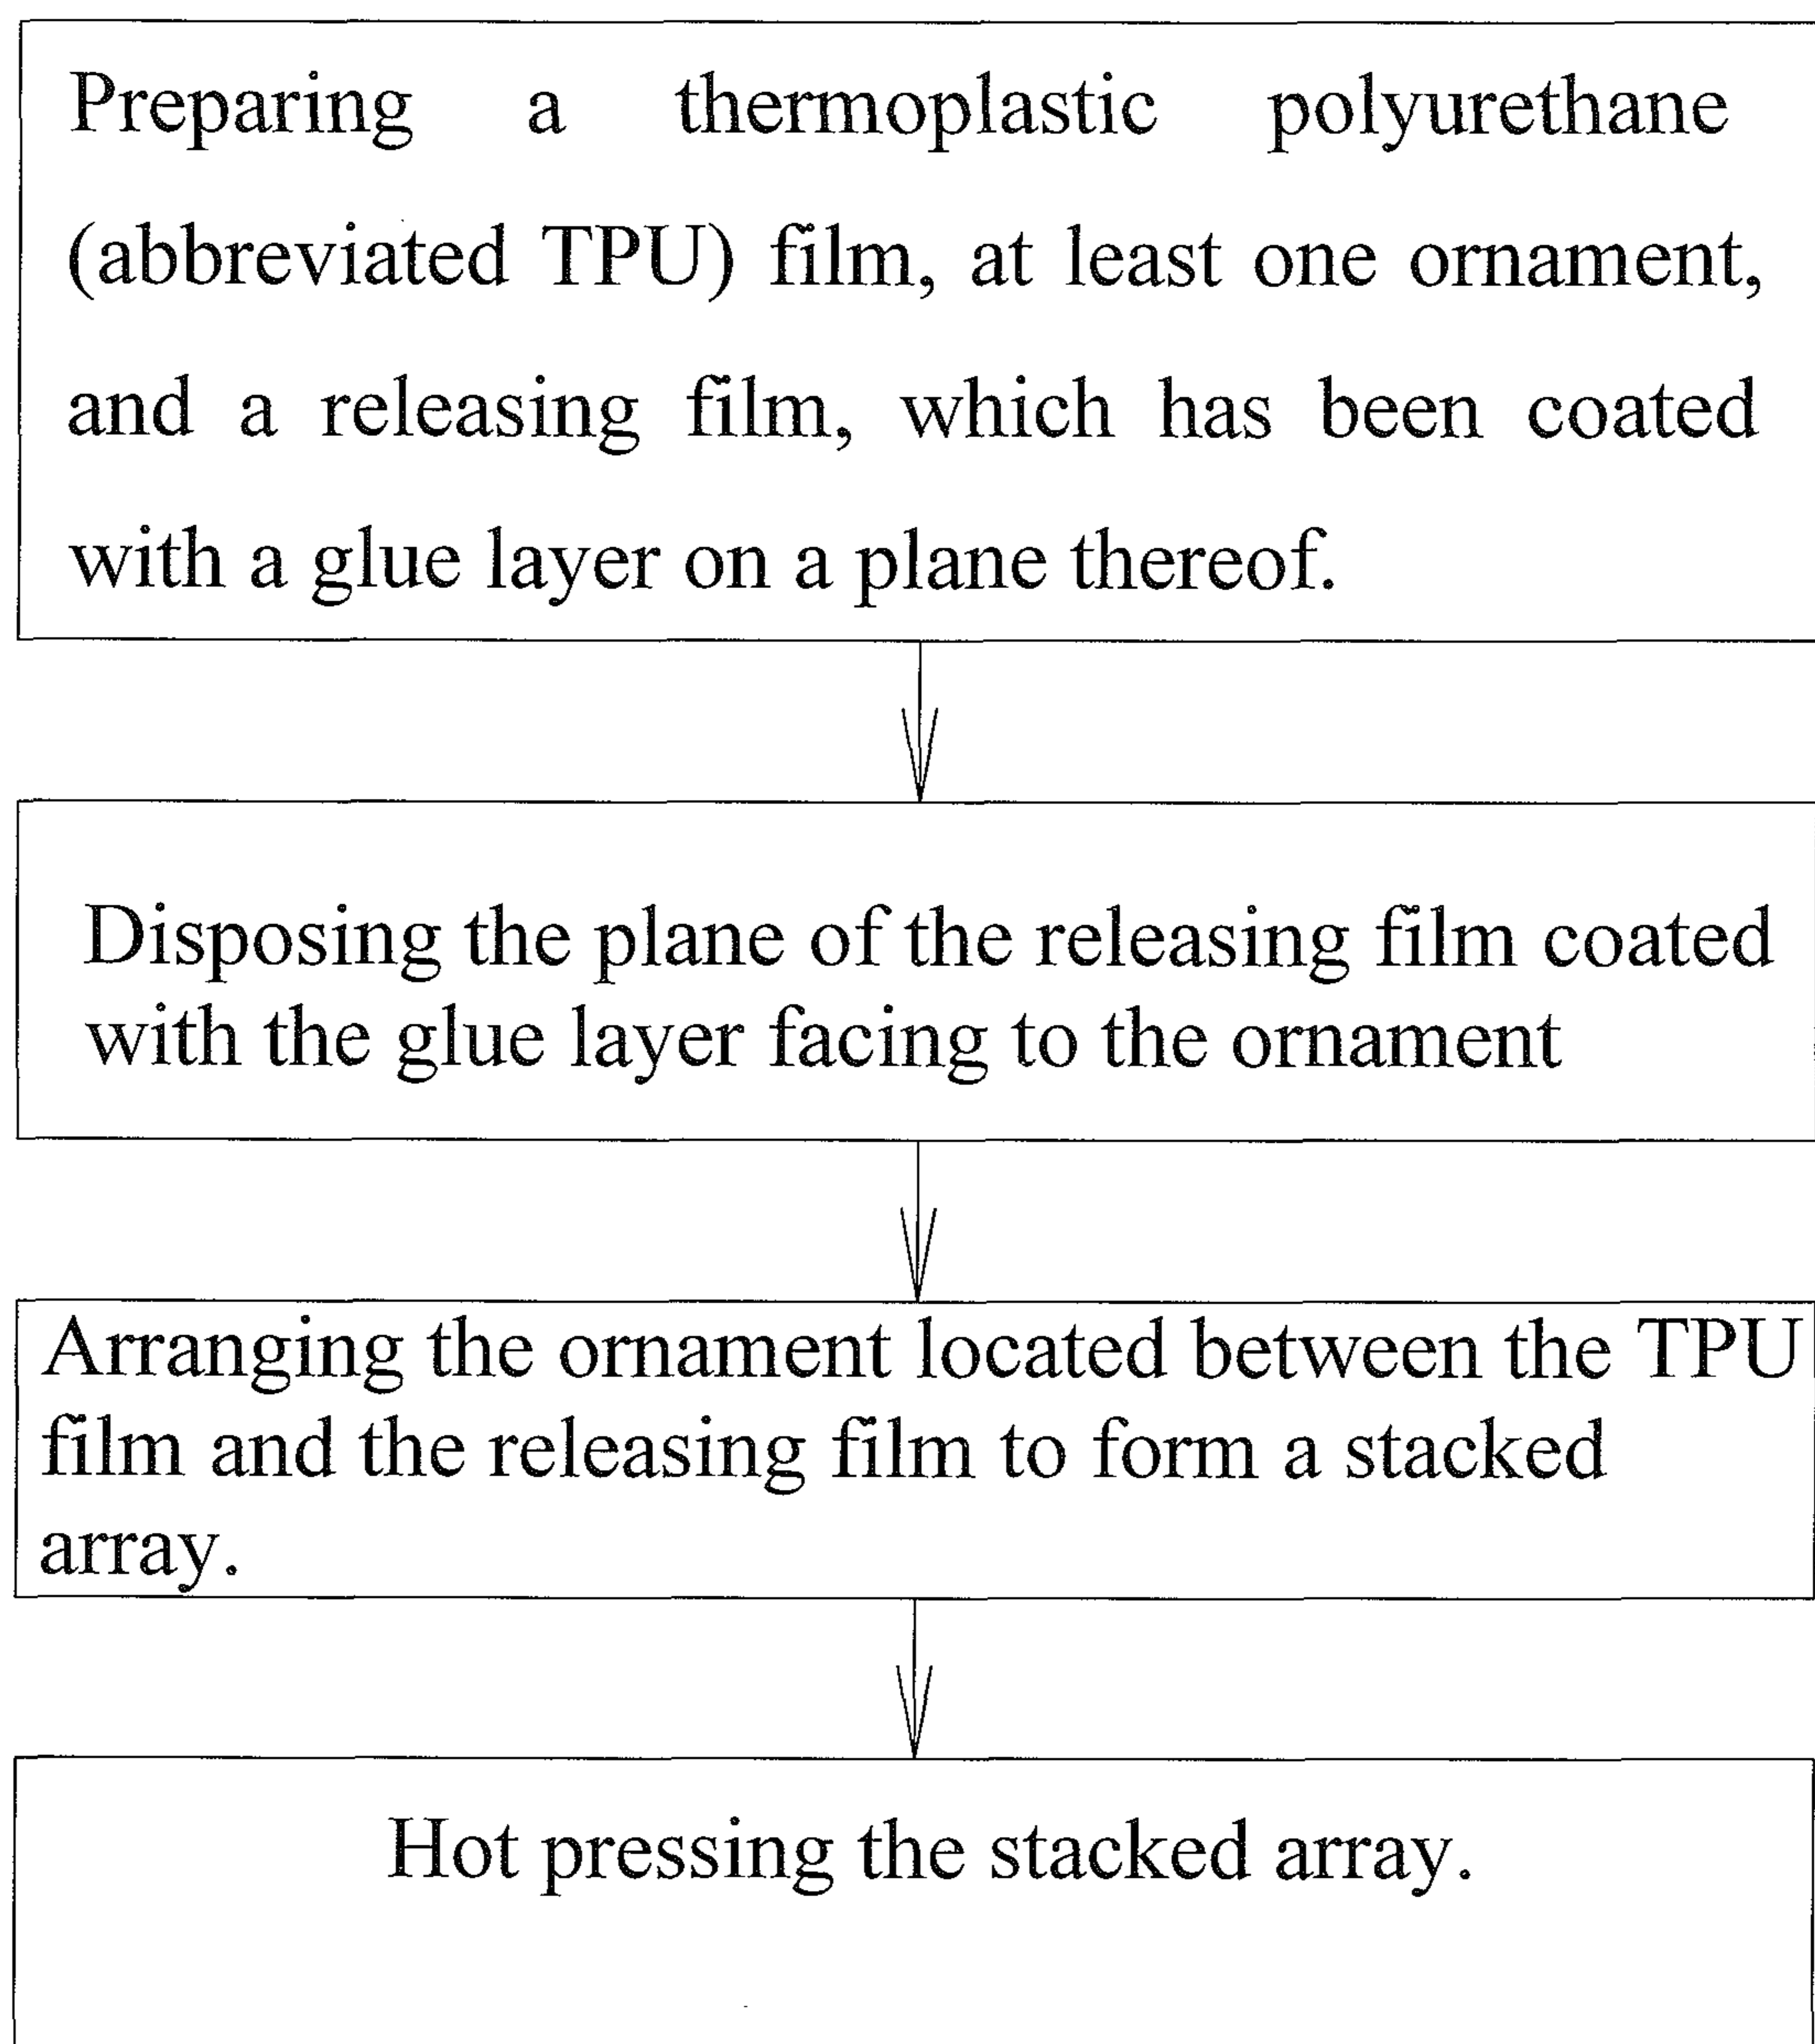 Preparing a thermoplastic polyurethane
(abbreviated TPU) film, at least one ornament,
and a releasing film, which has been coated
with a glue layer on a plane thereof.
Disposing the plane of the releasing film coated
with the glue layer facing to the ornament
Arranging the ornament located between the TPU
film and the releasing film to form a stacked
array.
Hot pressing the stacked array.